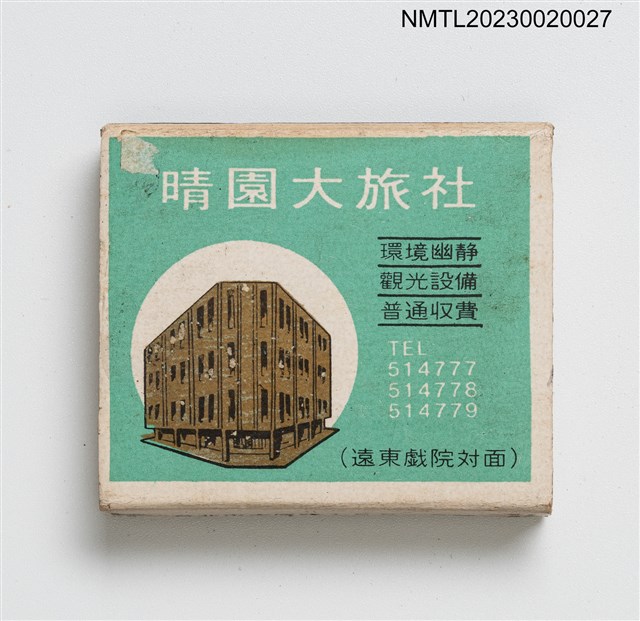 NMTL20230020027
晴園大旅社
環境幽静
觀光設備
普通収費
TEL
514777
514778
514779
(遠東戯院対面)